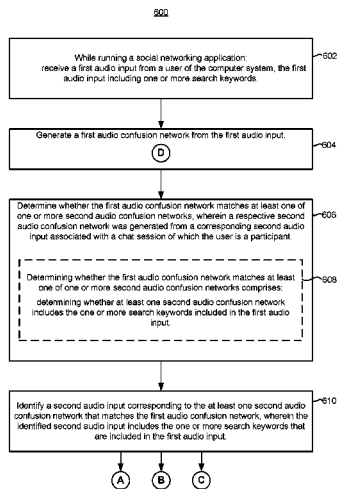 600
While running a social networking application:
receive a first audio input from a user of the computer system, the first
audio input including one or more search keywords.
602
Generate a first audio confusion network from the first audio input.
D
604
Determine whether the first audio confusion network matches at least one of
one or more second audio confusion networks, wherein a respective second
audio confusion network was generated from a corresponding second audio
input associated with a chat session of which the user is a participant.
606
Determining whether the first audio confusion network matches at least
one of one or more second audio confusion networks comprises:
determining whether at least one second audio confusion network
includes the one or more search keywords included in the first audio
input.
608
Identify a second audio input corresponding to the at least one second audio
confusion network that matches the first audio confusion network, wherein the
identified second audio input includes the one or more search keywords that
are included in the first audio input.
610
A B C